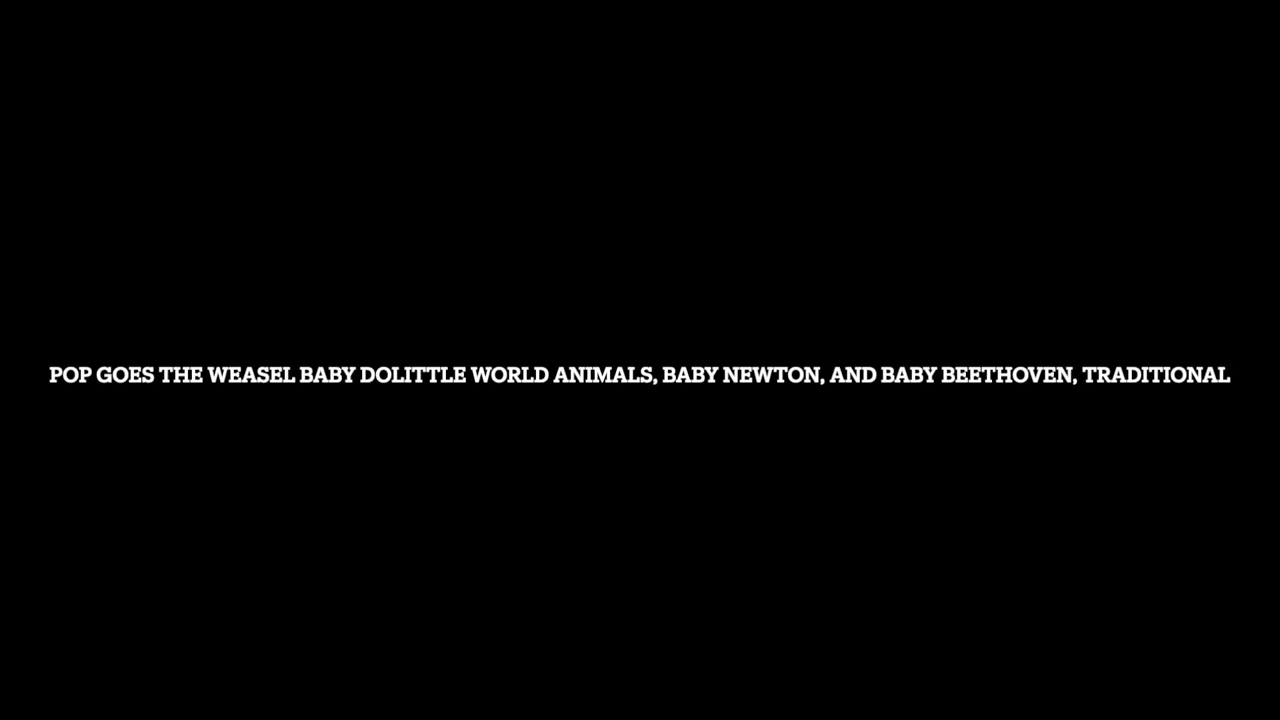 POP GOES THE WEASEL BABY DOLITTLE WORLD ANIMALS, BABY NEWTON, AND BABY BEETHOVEN, TRADITIONAL